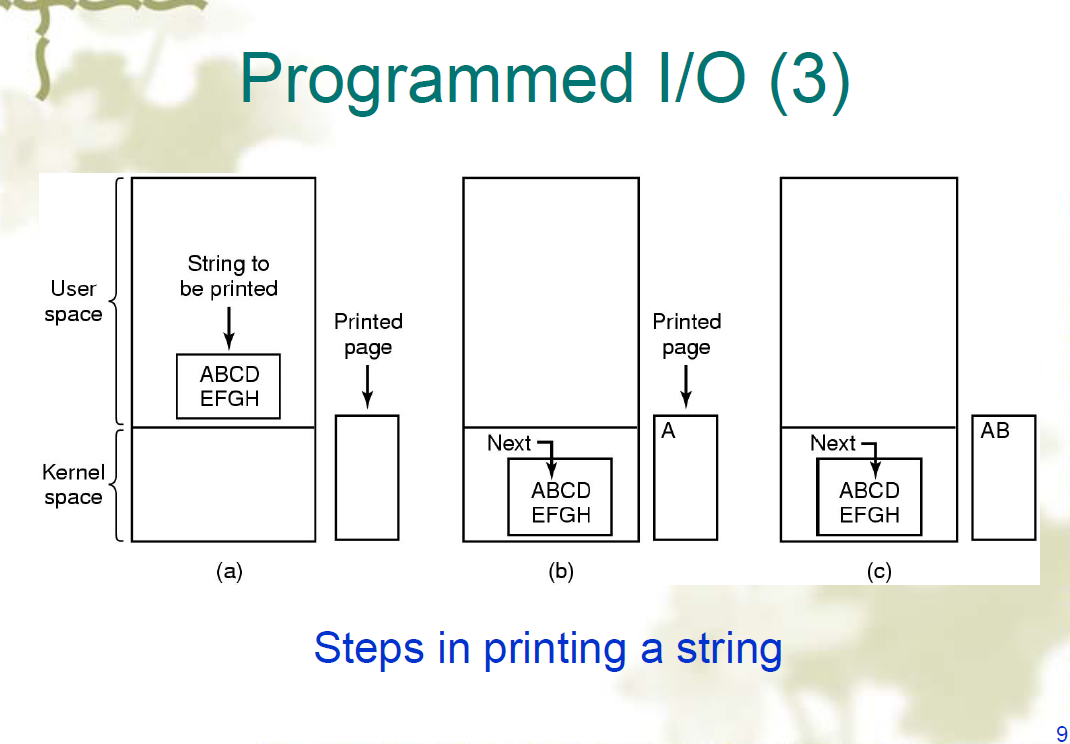 Programmed I/O (3)
User
space
Kernel
space
String to
be printed
ABCD
EFGH
Printed
page
(a)
Next
ABCD
EFGH
Printed
page
A
(b)
Next
ABCD
EFGH
AB
(c)
Steps in printing a string
9